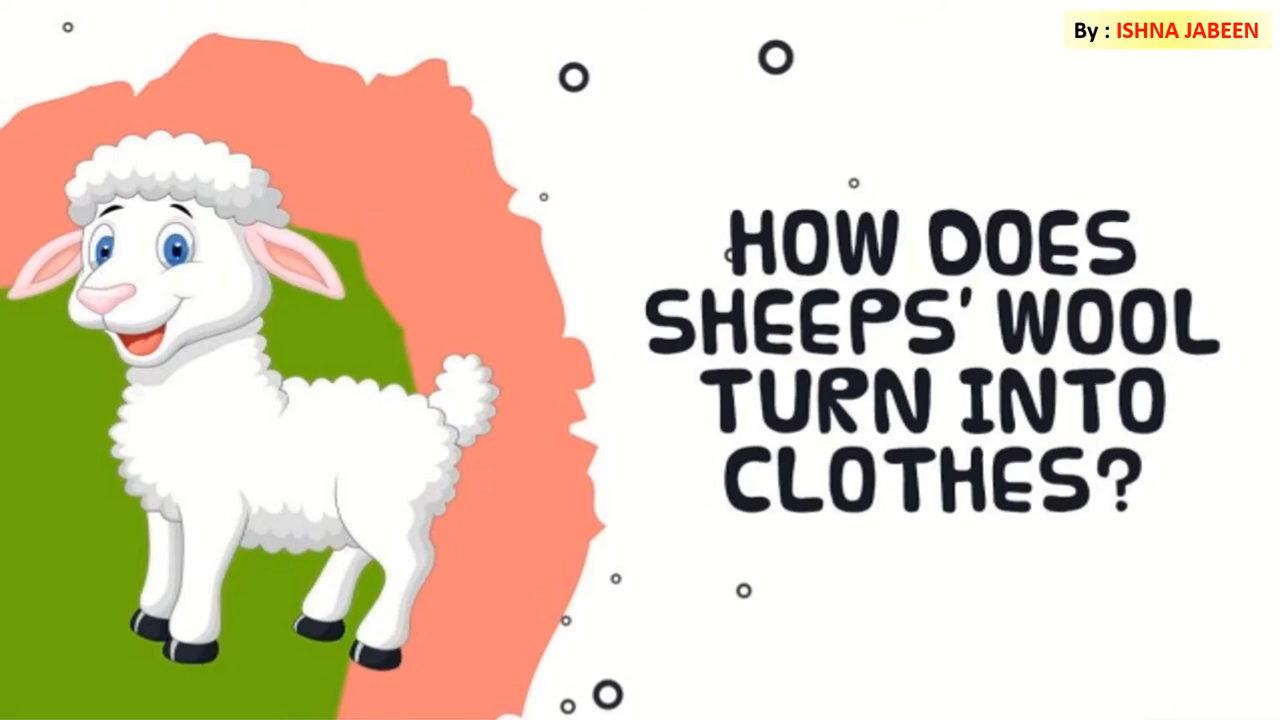 By : ISHNA JABEEN
HOW DOES
SHEEPS' WOOL
TURN INTO
CLOTHES?